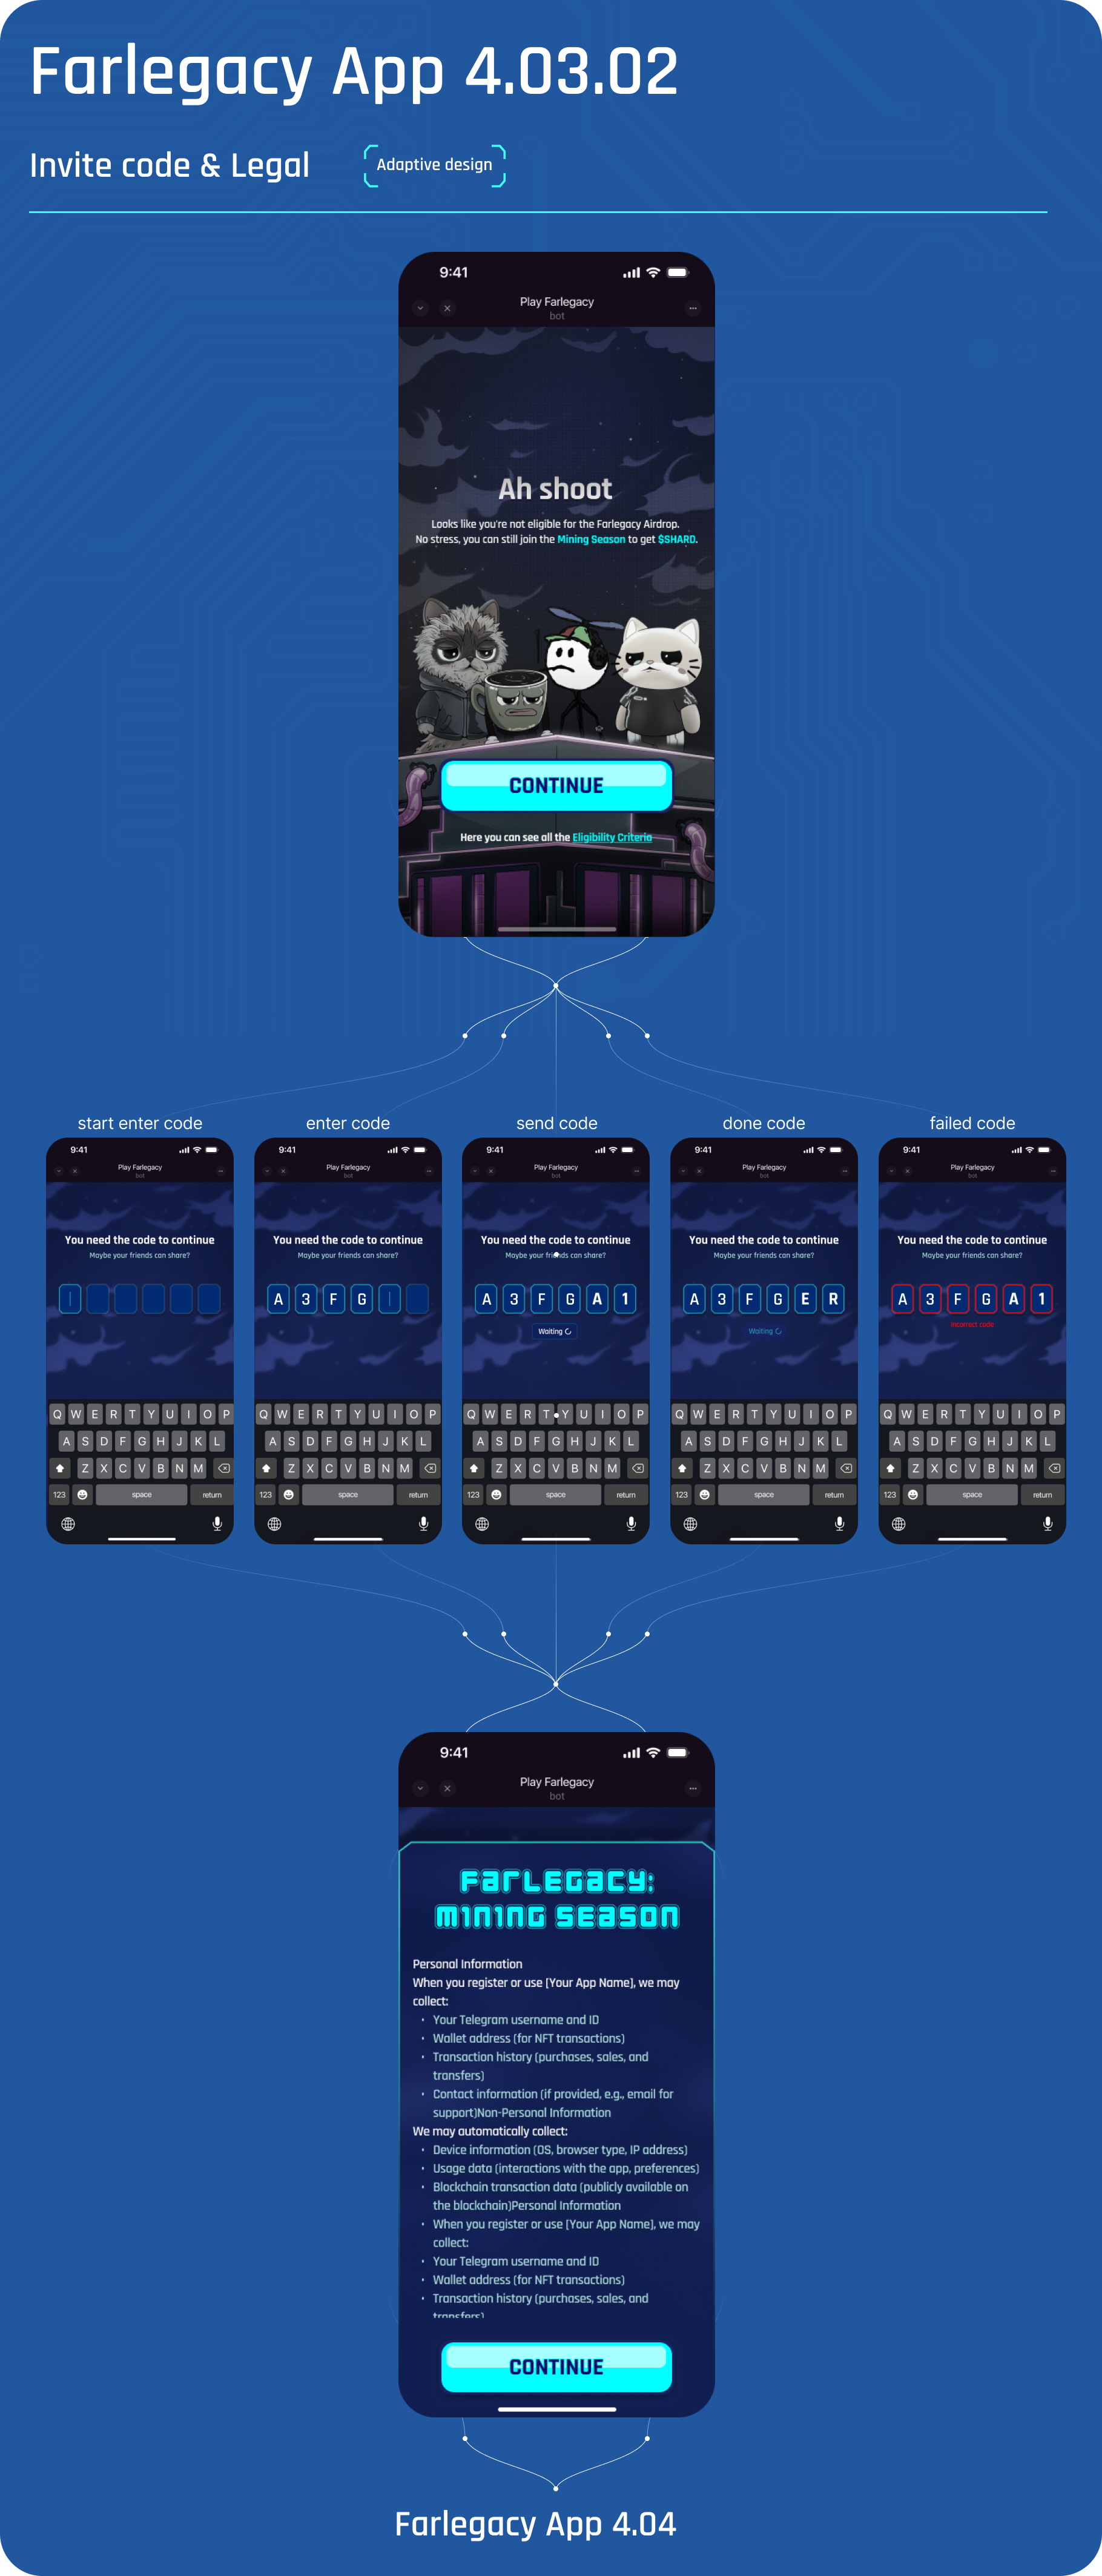 Farlegacy App 4.03.02
Invite code & Legal
Adaptive design
9:41
Play Farlegacy
bot
Ah shoot
Looks like you're not eligible for the Farlegacy Airdrop.
No stress, you can still join the Mining Season to get $SHARD.
CONTINUE
Here you can see all the Eligibility Criteria
start enter code
9:41
Play Farlegacy
bot
You need the code to continue
Maybe your friends can share?
Q W E R T Y U I O P
A S D F G H J K L
Z X C V B N M
123 space return
enter code
9:41
Play Farlegacy
bot
You need the code to continue
Maybe your friends can share?
A 3 F G
Q W E R T Y U I O P
A S D F G H J K L
Z X C V B N M
123 space return
send code
9:41
Play Farlegacy
bot
You need the code to continue
Maybe your friends can share?
A 3 F G A 1
Waiting
Q W E R T Y U I O P
A S D F G H J K L
Z X C V B N M
123 space return
done code
9:41
Play Farlegacy
bot
You need the code to continue
Maybe your friends can share?
A 3 F G E R
Waiting
Q W E R T Y U I O P
A S D F G H J K L
Z X C V B N M
123 space return
failed code
9:41
Play Farlegacy
bot
You need the code to continue
Maybe your friends can share?
A 3 F G A 1
Incorrect code
Q W E R T Y U I O P
A S D F G H J K L
Z X C V B N M
123 space return
9:41
Play Farlegacy
bot
FARLEGACY:
MINING SEASON
Personal Information
When you register or use [Your App Name], we may
collect:
• Your Telegram username and ID
• Wallet address (for NFT transactions)
• Transaction history (purchases, sales, and
transfers)
• Contact information (if provided, e.g., email for
support)Non-Personal Information
We may automatically collect:
• Device information (OS, browser type, IP address)
• Usage data (interactions with the app, preferences)
• Blockchain transaction data (publicly available on
the blockchain)Personal Information
• When you register or use [Your App Name], we may
collect:
• Your Telegram username and ID
• Wallet address (for NFT transactions)
• Transaction history (purchases, sales, and
transfers)
CONTINUE
Farlegacy App 4.04